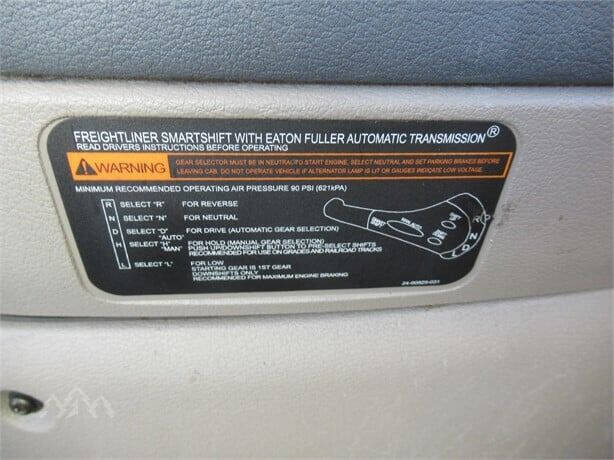 FREIGHTLINER SMARTSHIFT WITH EATON FULLER AUTOMATIC TRANSMISSION®
READ DRIVERS INSTRUCTIONS BEFORE OPERATING
WARNING
GEAR SELECTOR MUST BE IN NEUTRAL TO START ENGINE, SELECT NEUTRAL AND SET PARKING BRAKES BEFORE
LEAVING CAB. DO NOT OPERATE VEHICLE IF ALTERNATOR LAMP IS LIT OR GAUGES INDICATE LOW VOLTAGE.
MINIMUM RECOMMENDED OPERATING AIR PRESSURE 90 PSI (621kPA)
R SELECT "R" FOR REVERSE
N SELECT "N" FOR NEUTRAL
D SELECT "D" FOR DRIVE (AUTOMATIC GEAR SELECTION)
"AUTO"
H SELECT "H" FOR HOLD (MANUAL GEAR SELECTION)
"MAN" PUSH UP/DOWNSHIFT BUTTON TO PRE-SELECT SHIFTS
RECOMMENDED FOR USE ON GRADES AND RAILROAD TRACKS
L SELECT "L" FOR LOW
STARTING GEAR IS 1ST GEAR
DOWNSHIFTS ONLY
RECOMMENDED FOR MAXIMUM ENGINE BRAKING
R
N
D
L